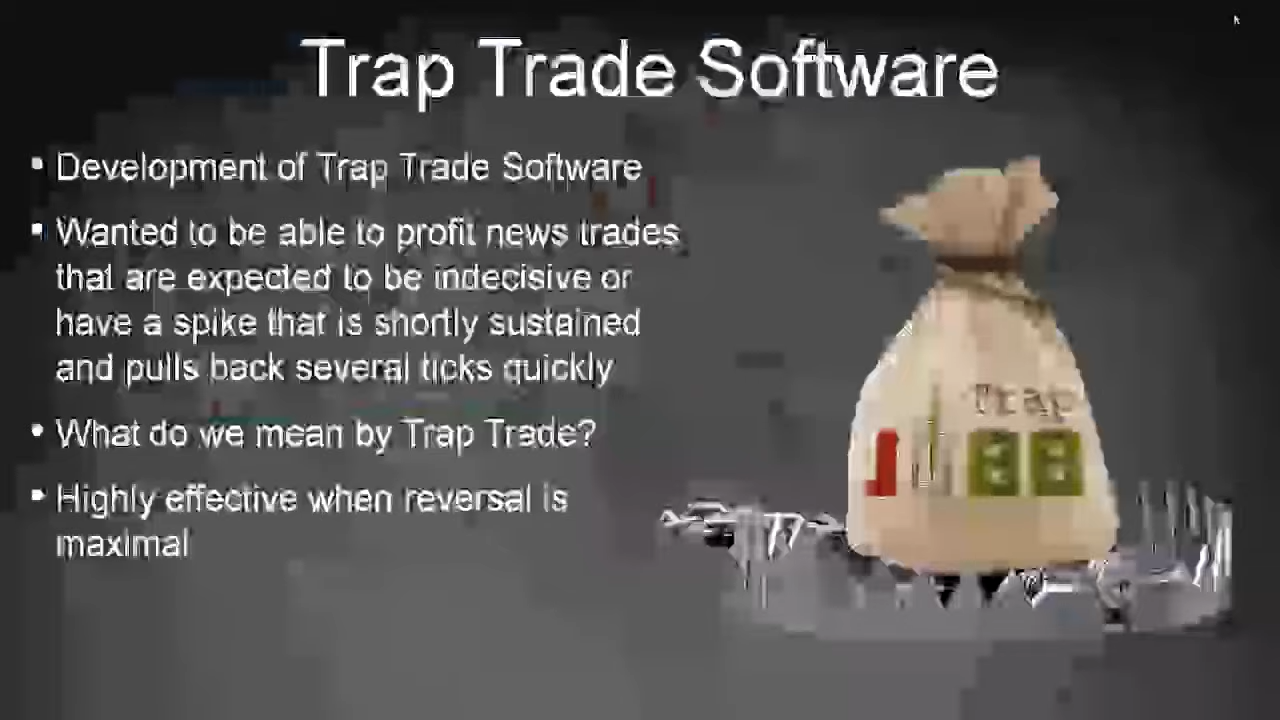 Trap Trade Software
• Development of Trap Trade Software
• Wanted to be able to profit news trades
that are expected to be indecisive or
have a spike that is shortly sustained
and pulls back several ticks quickly
• What do we mean by Trap Trade?
• Highly effective when reversal is
maximal
Trap